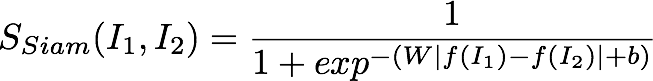 S_{Siam}(I_1, I_2) = \frac{1}{1 + exp^{-(W|f(I_1)-f(I_2)|+b)}}